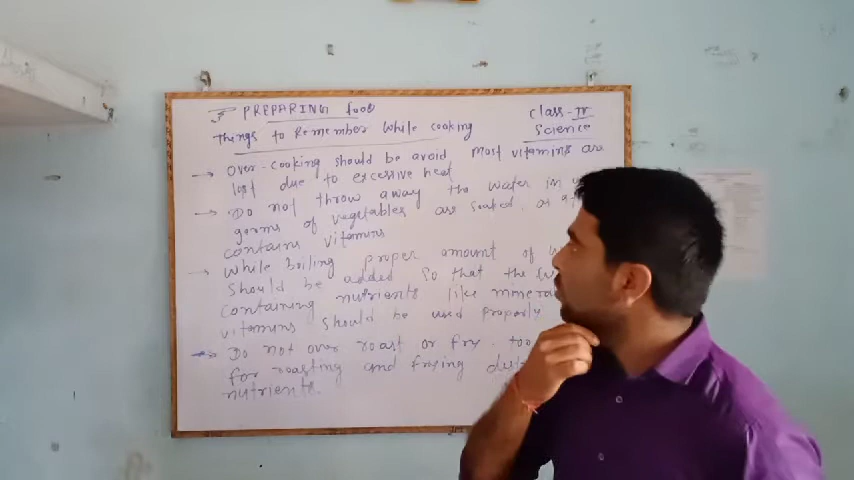 PREPARING food
Class - IV
Things to Remember While Cooking
Science
→ Over-cooking should be avoid Most vitamins are
lost due to excessive heat
→ Do not throw away the water in
of vegetables are soaked. as
contains vitamins
→ While boiling proper amount of
should be added so that the
containing nutrients like
vitamins should be used properly
→ Do not over roast or fry. too
for roasting and frying
nutrients.